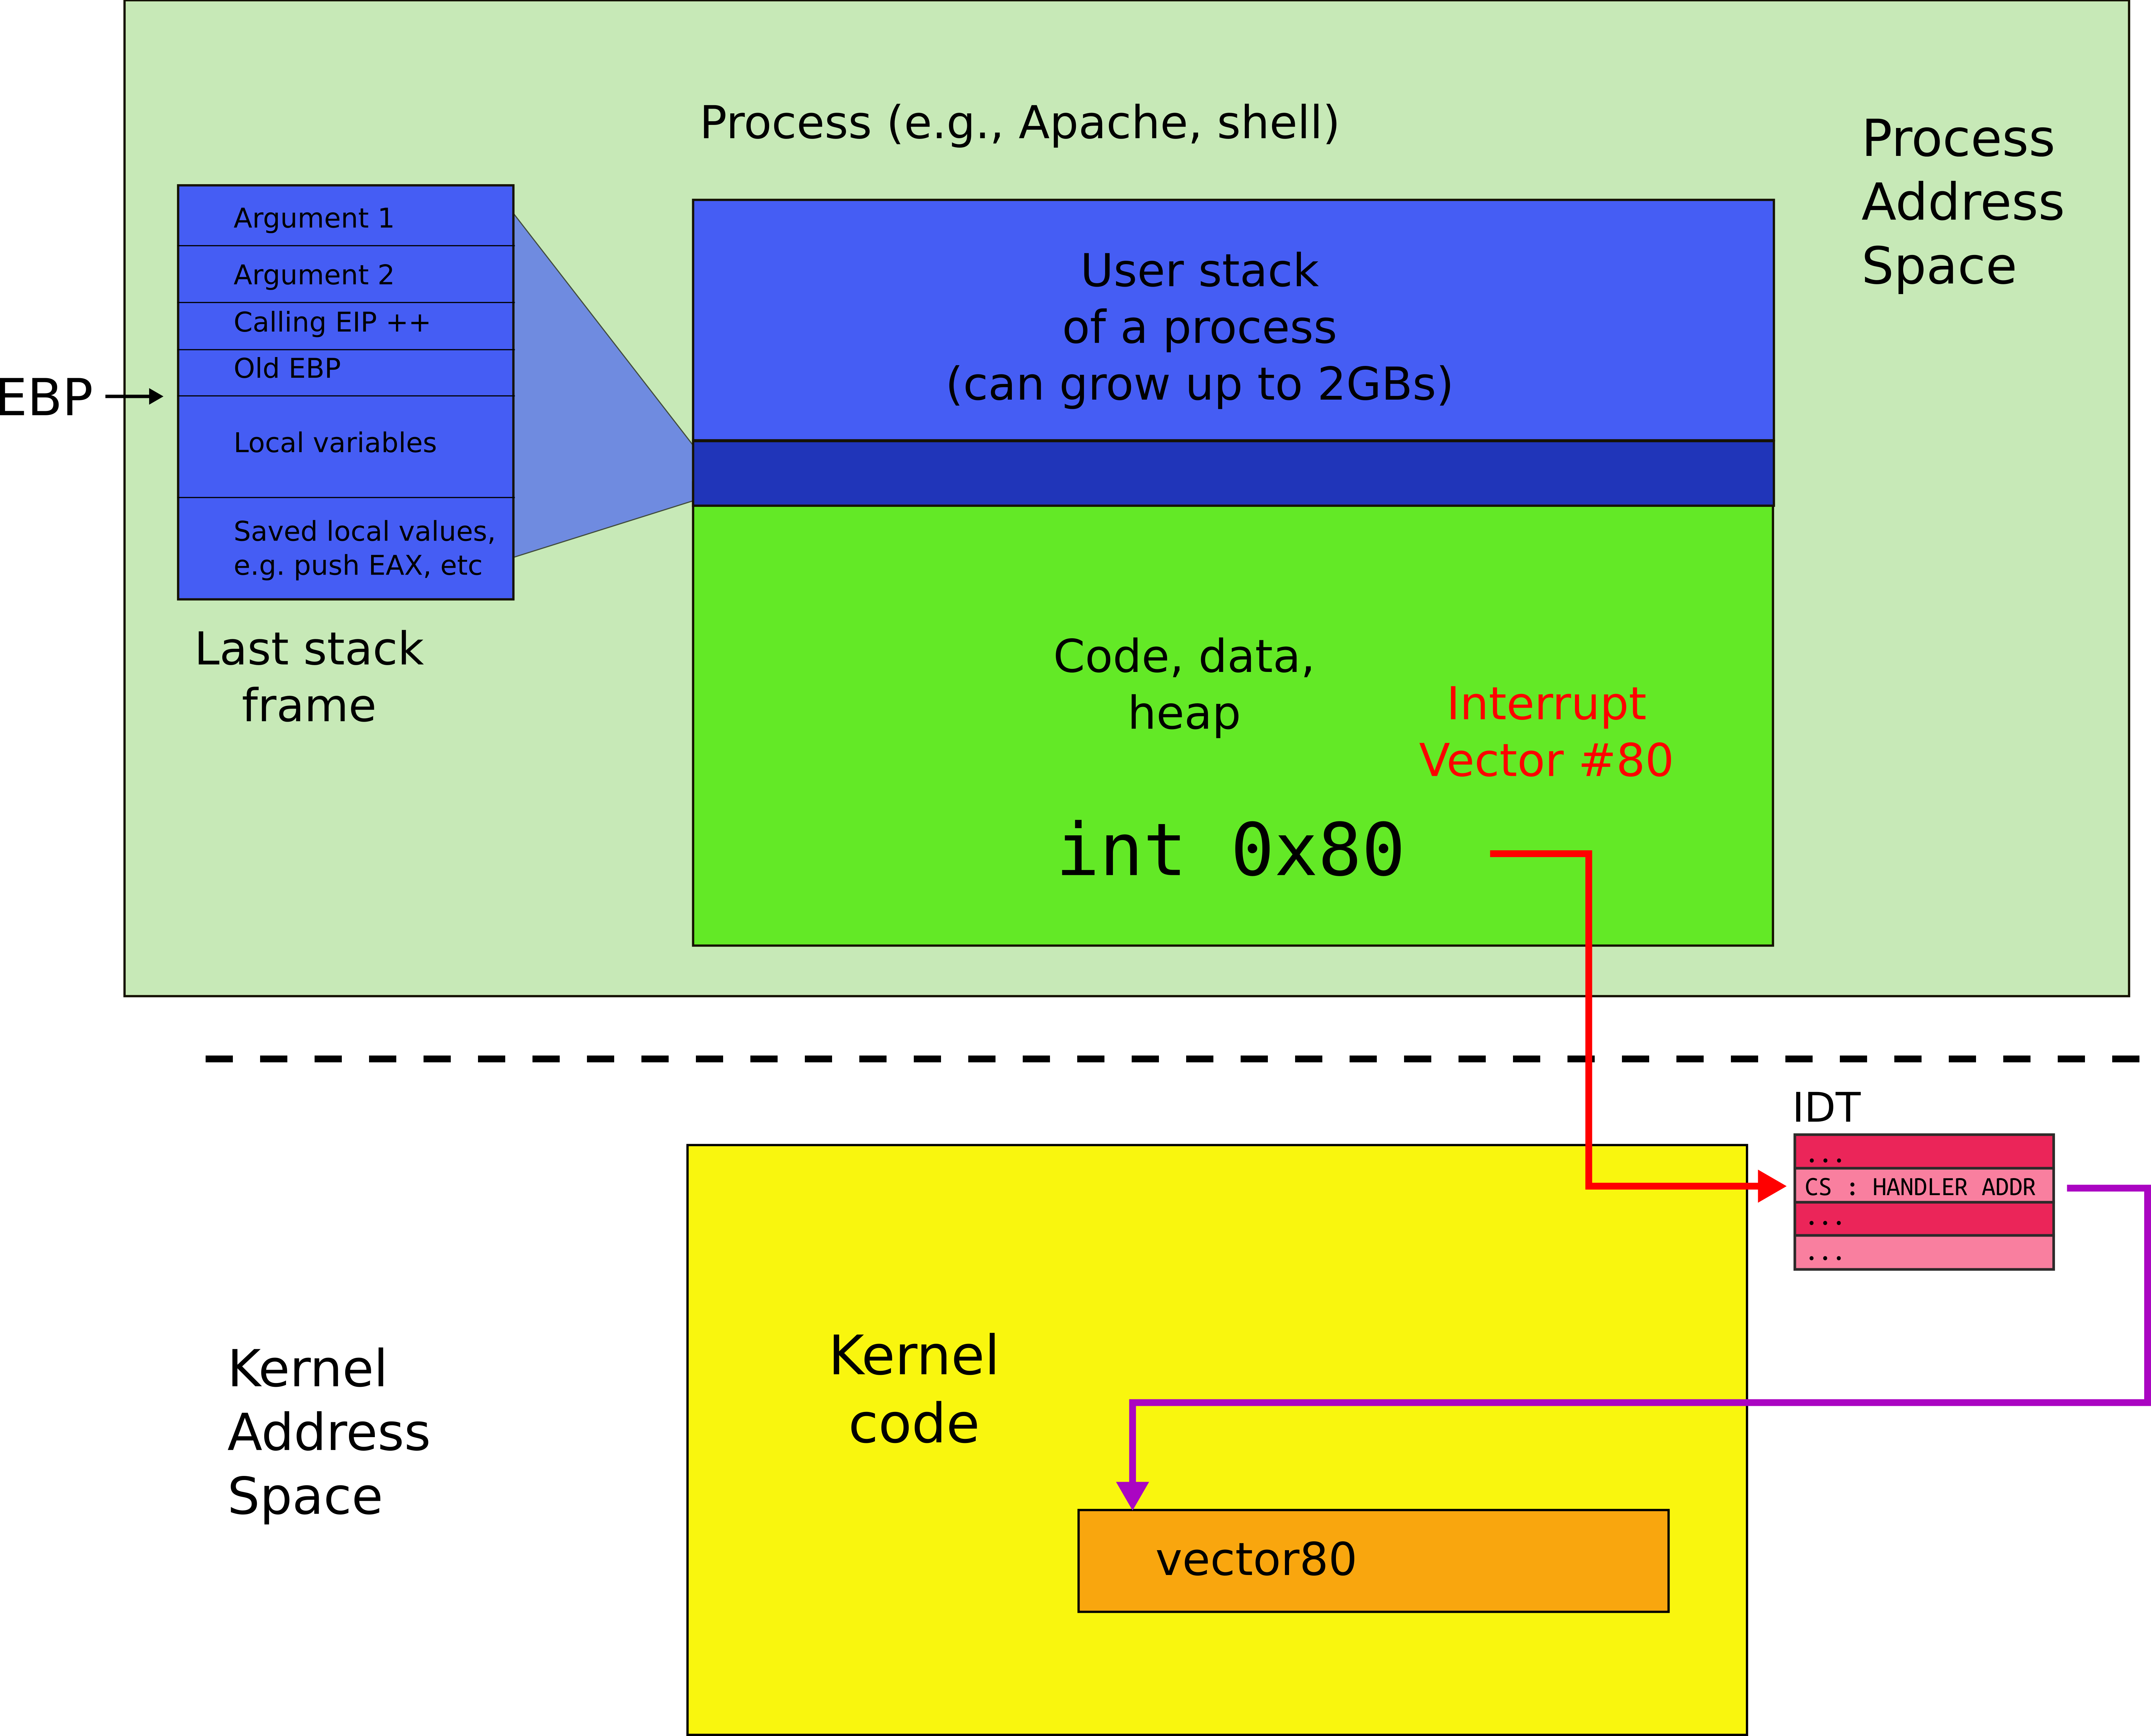 Process (e.g., Apache, shell)
Process
Address
Space
Argument 1
Argument 2
Calling EIP ++
Old EBP
EBP
Local variables
Saved local values,
e.g. push EAX, etc
Last stack
frame
User stack
of a process
(can grow up to 2GBs)
Code, data,
heap
Interrupt
Vector #80
int 0x80
IDT
...
CS : HANDLER ADDR
...
...
Kernel
Address
Space
Kernel
code
vector80